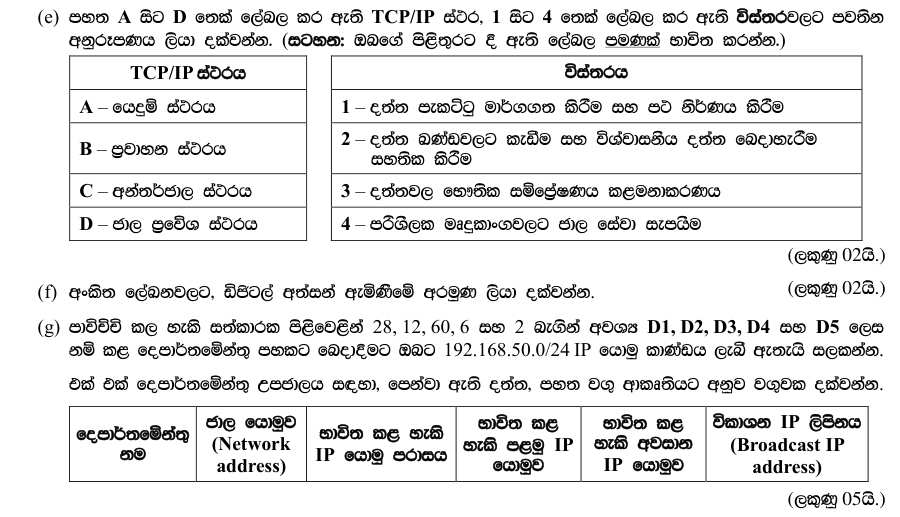 (e) පහත A සිට D තෙක් ලේබල කර ඇති TCP/IP ස්ථර, 1 සිට 4 තෙක් ලේබල කර ඇති විස්තරවලට පවතින
අනුරූපණය ලියා දක්වන්න. (සටහන: ඔබගේ පිළිතුරට දී ඇති ලේබල පමණක් භාවිත කරන්න.)
TCP/IP ස්ථරය
විස්තරය
A – යෙදුම් ස්ථරය
1 – දත්ත පැකට්ටු මාර්ගගත කිරීම සහ පථ නිර්ණය කිරීම
B – ප්‍රවාහන ස්ථරය
2 – දත්ත ඛණ්ඩවලට කැඩීම සහ විශ්වාසනීය දත්ත බෙදාහැරීම
සහතික කිරීම
C – අන්තර්ජාල ස්ථරය
3 – දත්තවල භෞතික සම්ප්‍රේෂණය කළමනාකරණය
D – ජාල ප්‍රවේශ ස්ථරය
4 – පරිශීලක මෘදුකාංගවලට ජාල සේවා සැපයීම
(ලකුණු 02යි.)
(f) අංකිත ලේඛනවලට, ඩිජිටල් අත්සන් ඇමිණීමේ අරමුණ ලියා දක්වන්න.
(ලකුණු 02යි.)
(g) පාවිච්චි කල හැකි සත්කාරක පිළිවෙළින් 28, 12, 60, 6 සහ 2 බැගින් අවශ්‍ය D1, D2, D3, D4 සහ D5 ලෙස
නම් කළ දෙපාර්තමේන්තු පහකට බෙදාදීමට ඔබට 192.168.50.0/24 IP යොමු කාණ්ඩය ලැබී ඇතැයි සලකන්න.
එක් එක් දෙපාර්තමේන්තු උපජාලය සඳහා, පෙන්වා ඇති දත්ත, පහත වගු ආකෘතියට අනුව වගුවක දක්වන්න.
දෙපාර්තමේන්තු
නම
ජාල යොමුව
(Network
address)
භාවිත කළ හැකි
IP යොමු පරාසය
භාවිත කළ
හැකි පළමු IP
යොමුව
භාවිත කළ
හැකි අවසාන
IP යොමුව
විකාශන IP ලිපිනය
(Broadcast IP
address)
(ලකුණු 05යි.)